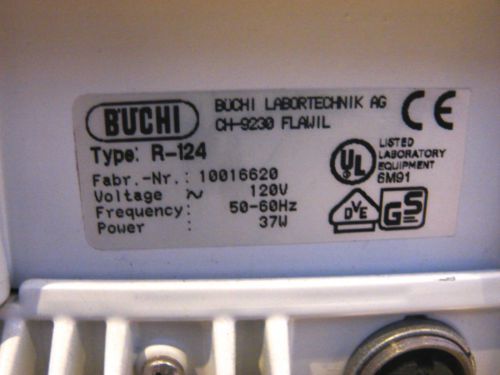 BÜCHI
BÜCHI LABORTECHNIK AG
CH-9230 FLAWIL
CE
Type: R-124
Fabr.-Nr.: 10016620
Voltage ~ 120V
Frequency: 50-60Hz
Power : 37W
UL
LISTED
LABORATORY
EQUIPMENT
6M91
DVE
GS